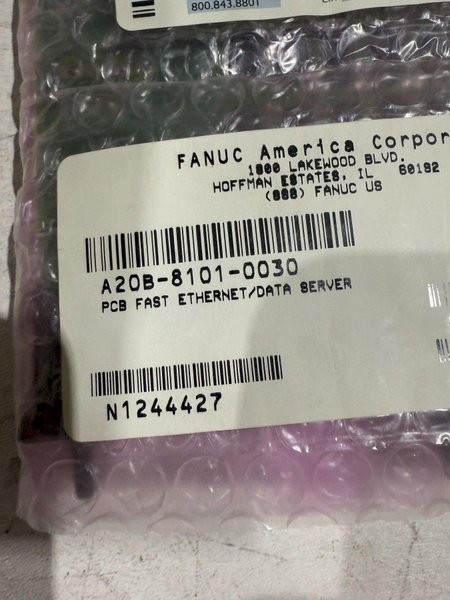 800.843.8801
FANUC America Corpor
1800 LAKEWOOD BLVD.
HOFFMAN ESTATES, IL 60192
(888) FANUC US
A20B-8101-0030
PCB FAST ETHERNET/DATA SERVER
N1244427